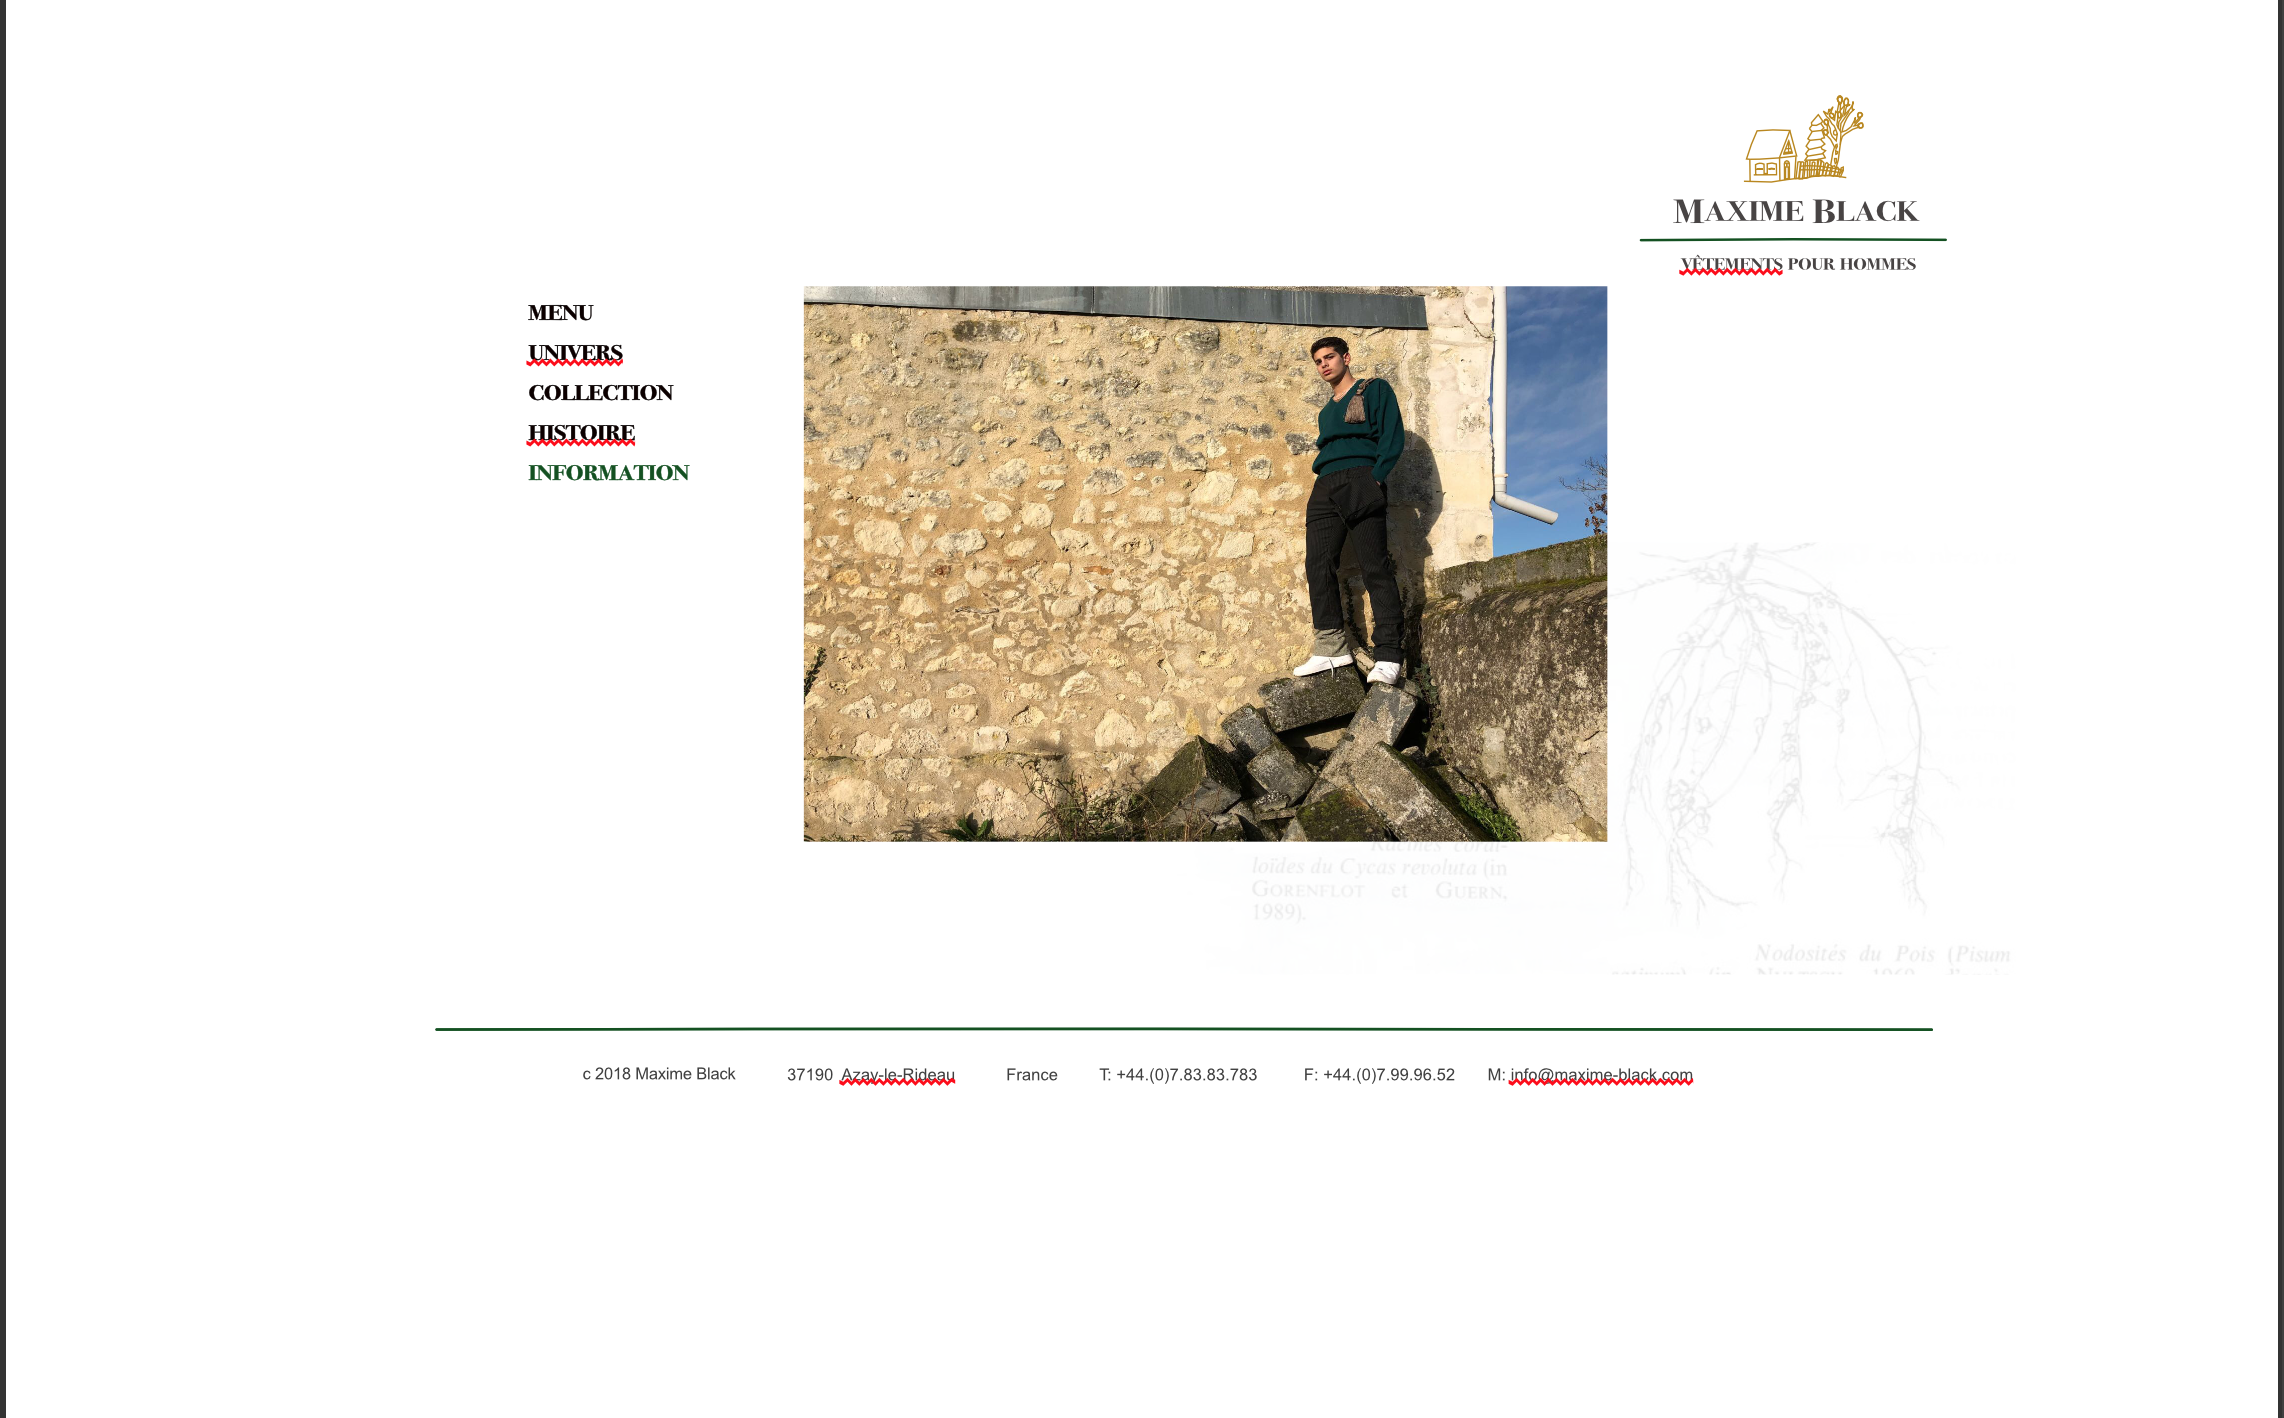 MAXIME BLACK
VÊTEMENTS POUR HOMMES
MENU
UNIVERS
COLLECTION
HISTOIRE
INFORMATION
Racines coral-
loïdes du Cycas revoluta (in
GORENFLOT et GUERN,
1989).
Nodosités du Pois (Pisum
c 2018 Maxime Black 37190 Azay-le-Rideau France T: +44.(0)7.83.83.783 F: +44.(0)7.99.96.52 M: info@maxime-black.com